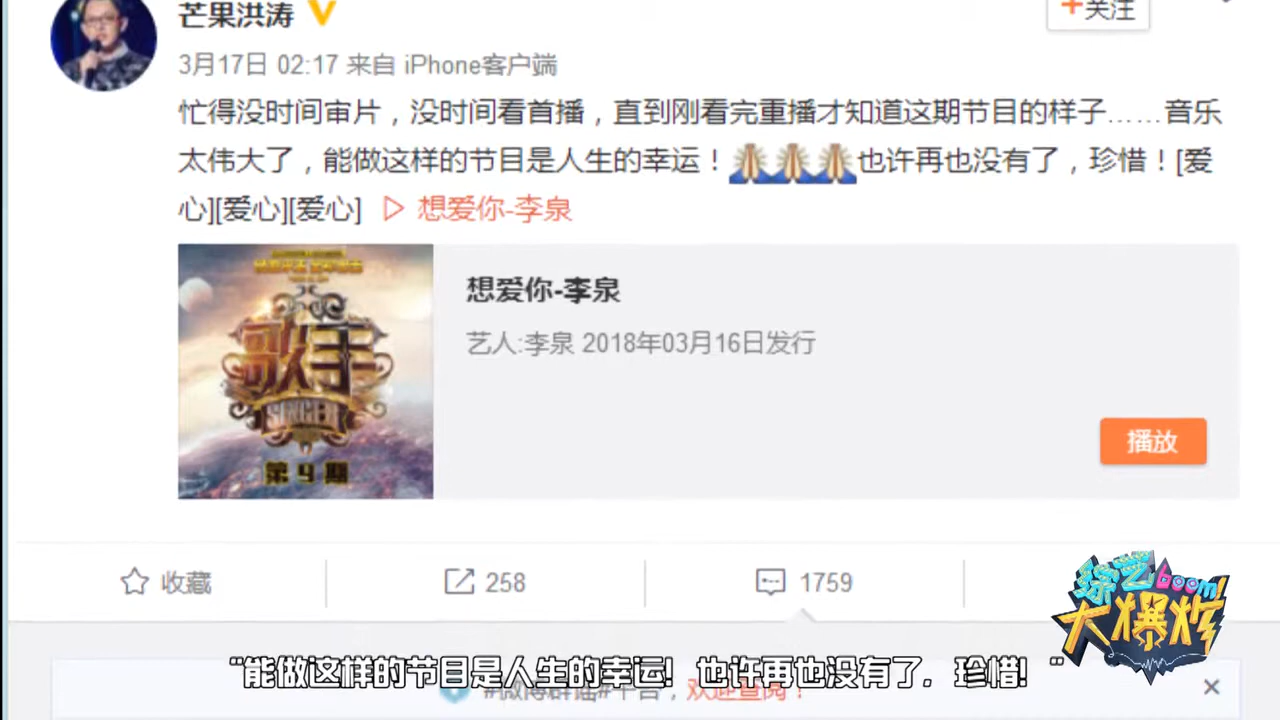 芒果洪涛
+关注
3月17日 02:17 来自 iPhone客户端
忙得没时间审片，没时间看首播，直到刚看完重播才知道这期节目的样子……音乐
太伟大了，能做这样的节目是人生的幸运！🙏🙏🙏也许再也没有了，珍惜！[爱
心][爱心][爱心] ▷ 想爱你-李泉
想爱你-李泉
艺人:李泉 2018年03月16日发行
歌手
SINGER
第9期
播放
收藏
258
1759
综艺boom!
大爆炸
“能做这样的节目是人生的幸运！也许再也没有了，珍惜！”